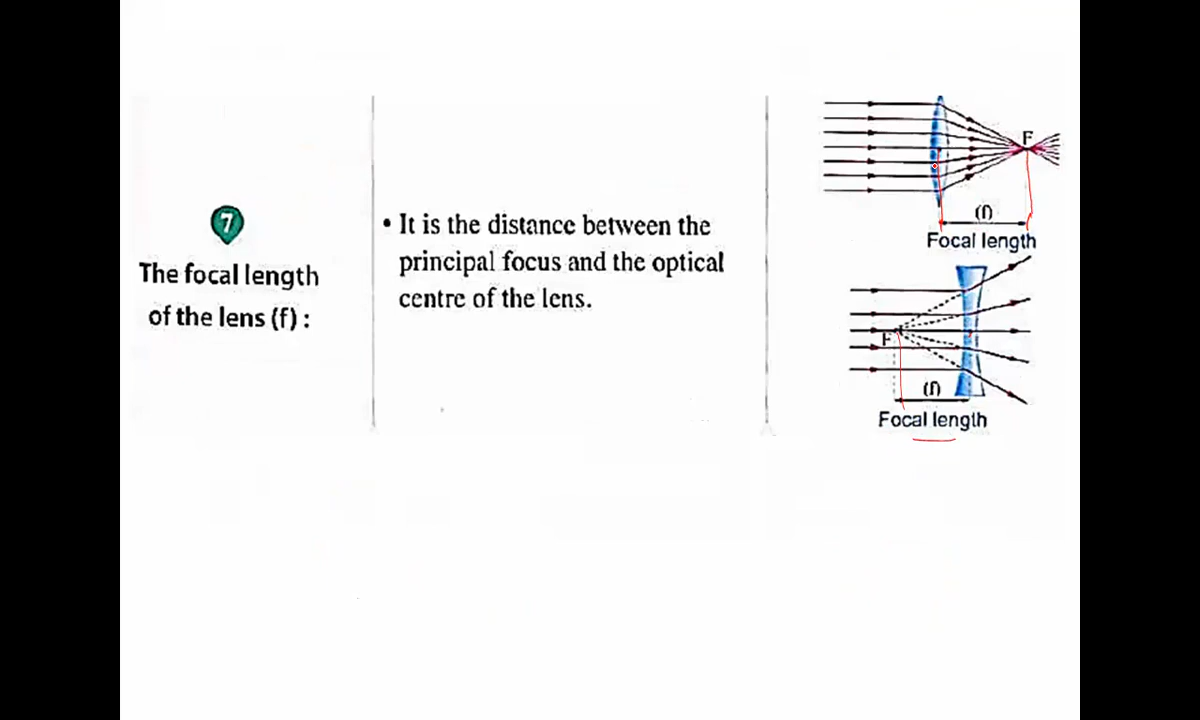 7
The focal length
of the lens (f) :
• It is the distance between the
principal focus and the optical
centre of the lens.
F
(f)
Focal length
F
(f)
Focal length